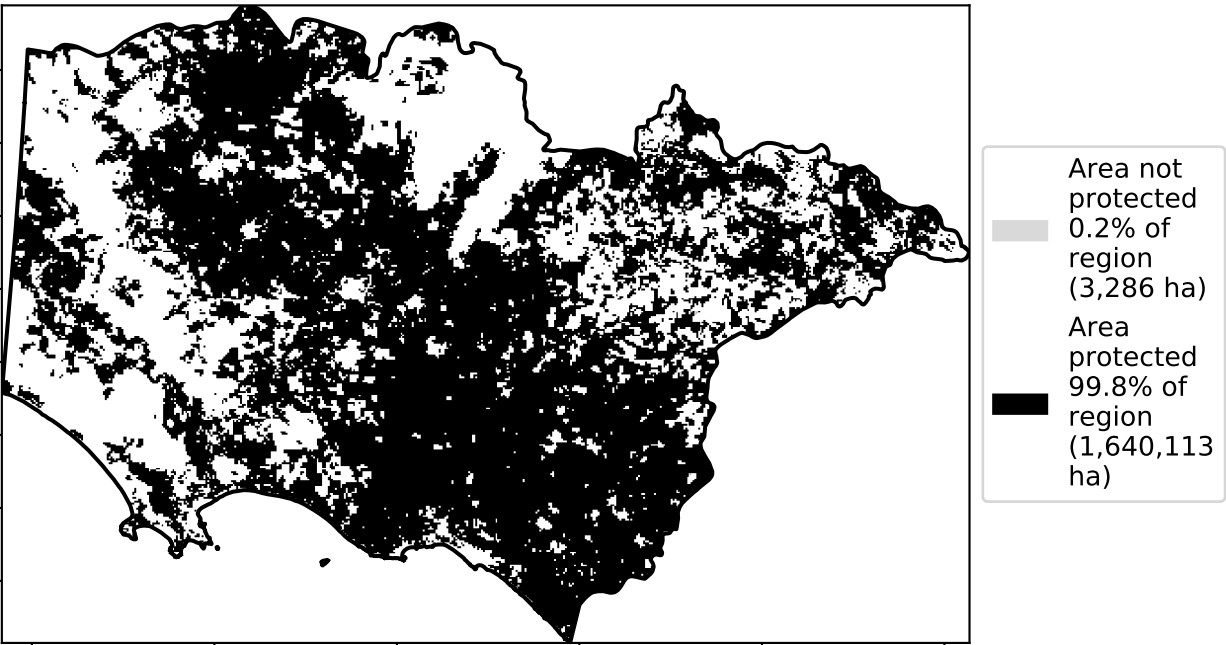 Area not
protected
0.2% of
region
(3,286 ha)
Area
protected
99.8% of
region
(1,640,113
ha)